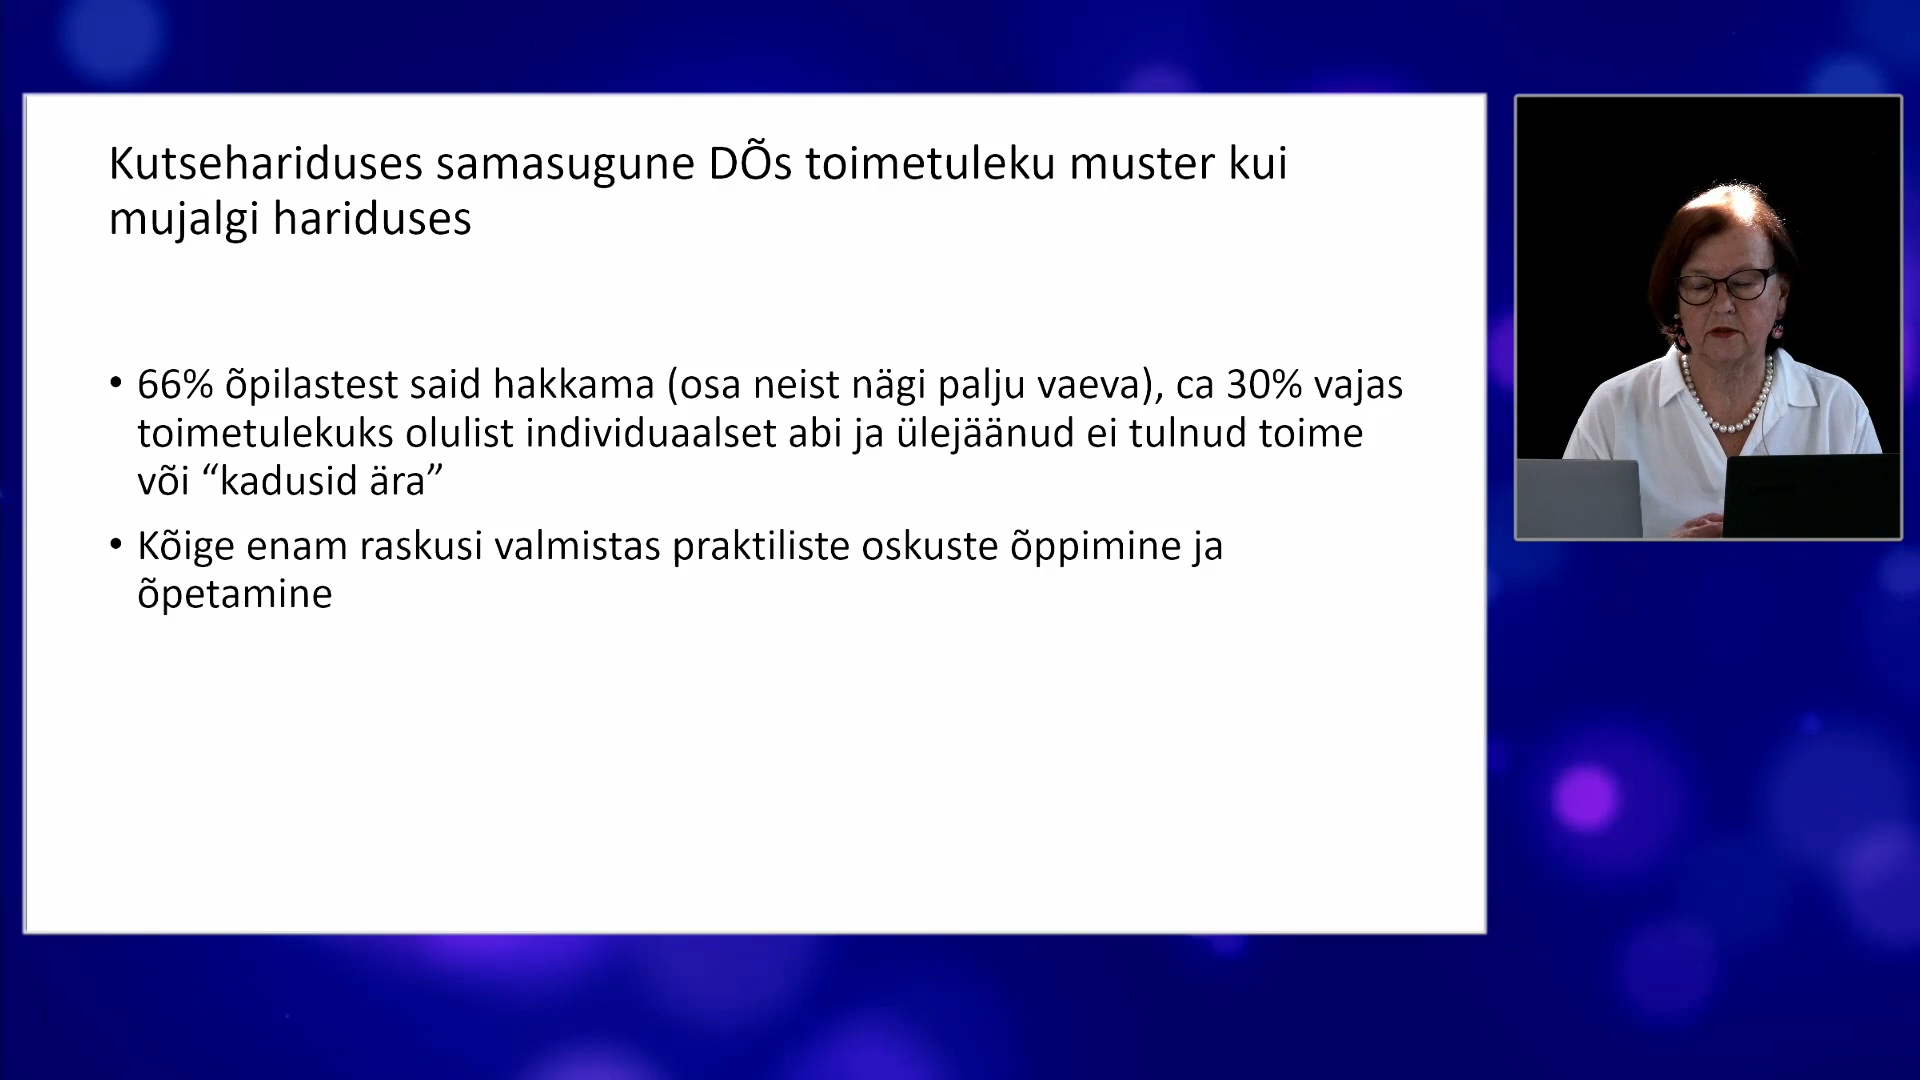 Kutsehariduses samasugune DÕs toimetuleku muster kui
mujalgi hariduses
• 66% õpilastest said hakkama (osa neist nägi palju vaeva), ca 30% vajas
toimetulekuks olulist individuaalset abi ja ülejäänud ei tulnud toime
või “kadusid ära”
• Kõige enam raskusi valmistas praktiliste oskuste õppimine ja
õpetamine